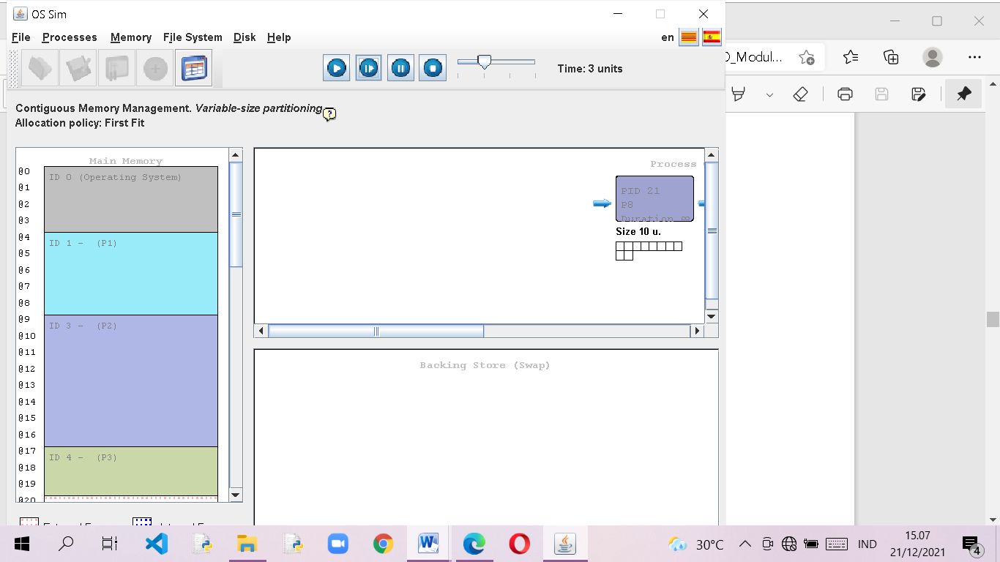 OS Sim
File Processes Memory File System Disk Help
en
D_Modul...
Time: 3 units
Contiguous Memory Management. Variable-size partitioning
Allocation policy: First Fit
Main Memory
@0
@1
@2
@3
@4
@5
@6
@7
@8
@9
@10
@11
@12
@13
@14
@15
@16
@17
@18
@19
@20
ID 0 (Operating System)
ID 1 - (P1)
ID 3 - (P2)
ID 4 - (P3)
Process
PID 21
P8
Duration ∞
Size 10 u.
Backing Store (Swap)
30°C
IND
15.07
21/12/2021
4